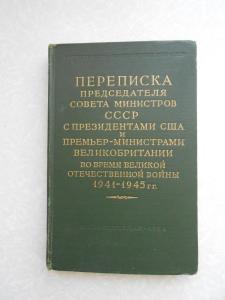 ПЕРЕПИСКА
ПРЕДСЕДАТЕЛЯ
СОВЕТА МИНИСТРОВ
СССР
С ПРЕЗИДЕНТАМИ США
И
ПРЕМЬЕР-МИНИСТРАМИ
ВЕЛИКОБРИТАНИИ
ВО ВРЕМЯ ВЕЛИКОЙ
ОТЕЧЕСТВЕННОЙ ВОЙНЫ
1941-1945 гг.